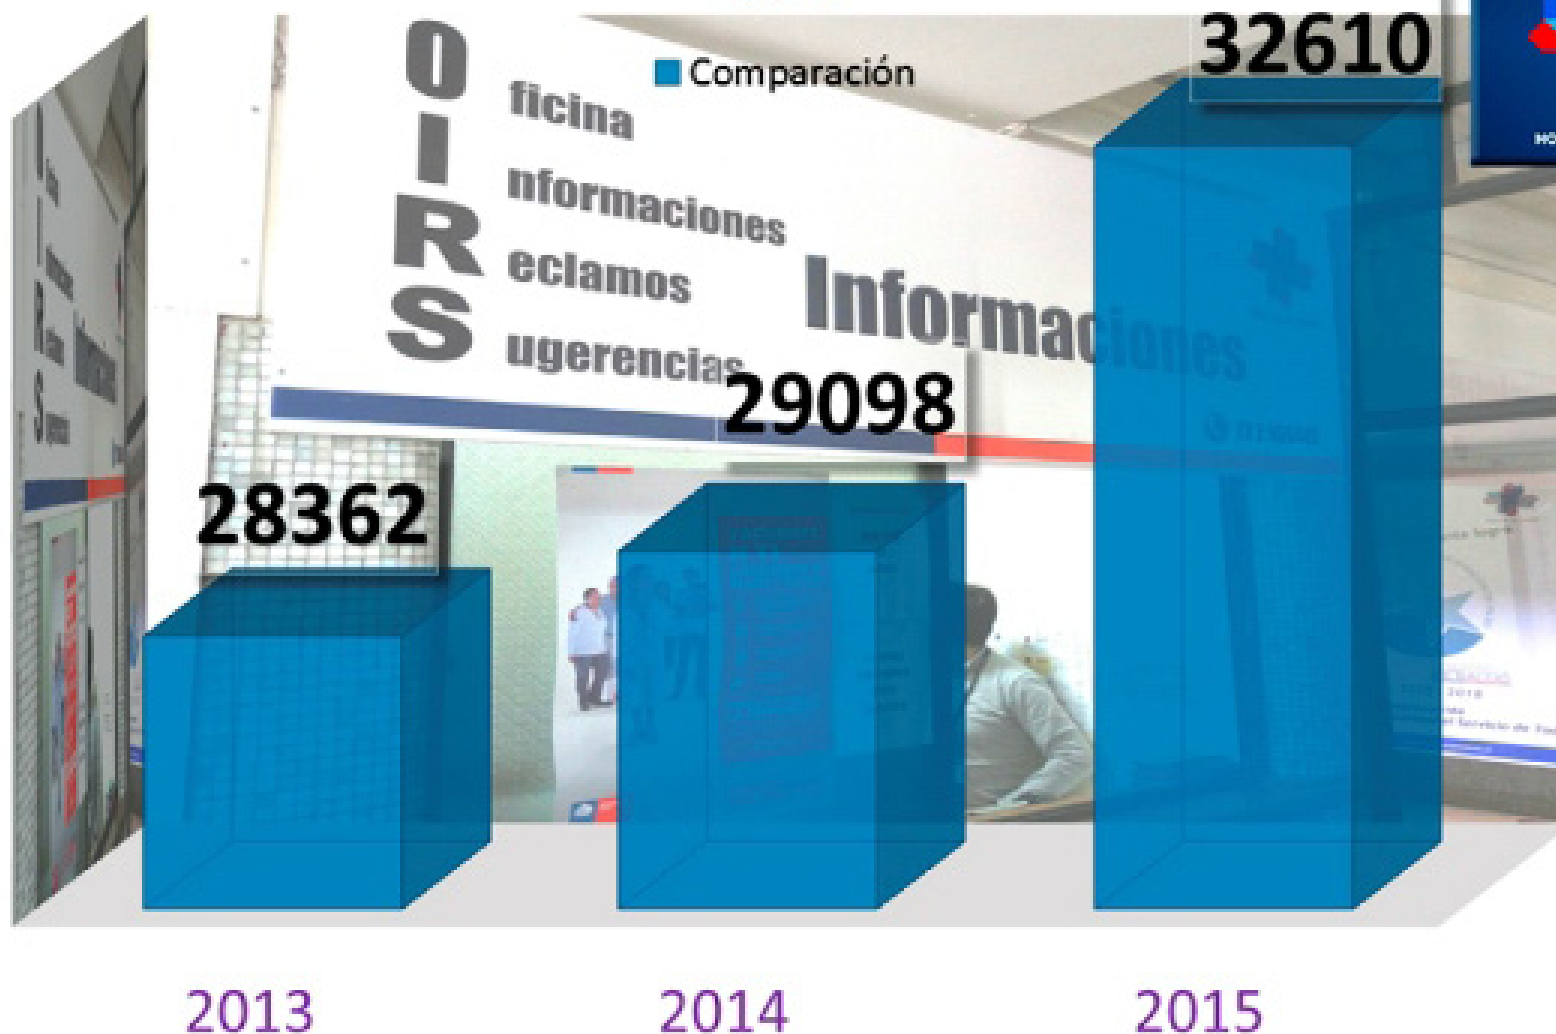 32610
Comparación
O ficina
I nformaciones
R eclamos
S ugerencias
Informaciones
29098
28362
2013
2014
2015